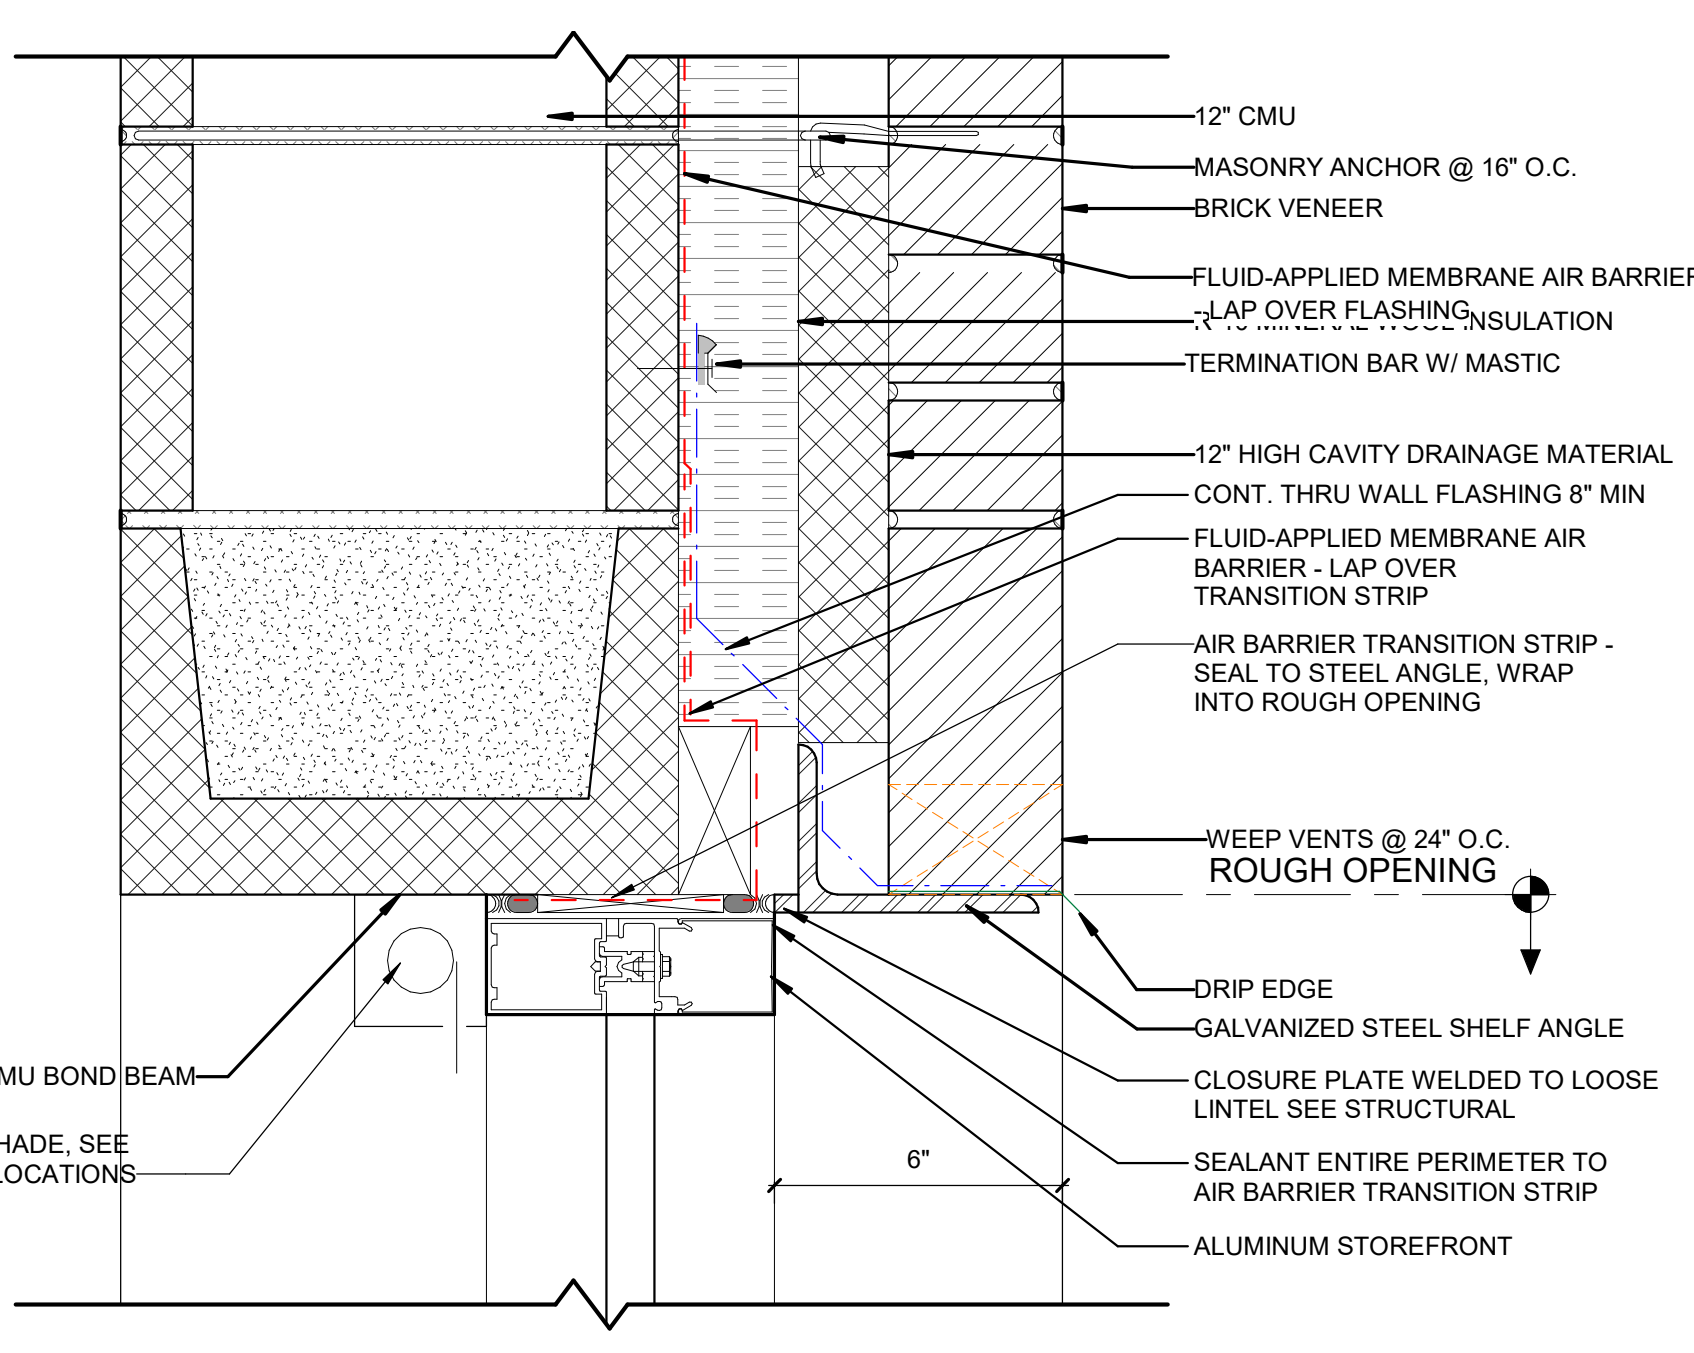 12" CMU
MASONRY ANCHOR @ 16" O.C.
BRICK VENEER
FLUID-APPLIED MEMBRANE AIR BARRIER
- LAP OVER FLASHING
INSULATION
TERMINATION BAR W/ MASTIC
12" HIGH CAVITY DRAINAGE MATERIAL
CONT. THRU WALL FLASHING 8" MIN
FLUID-APPLIED MEMBRANE AIR
BARRIER - LAP OVER
TRANSITION STRIP
AIR BARRIER TRANSITION STRIP -
SEAL TO STEEL ANGLE, WRAP
INTO ROUGH OPENING
WEEP VENTS @ 24" O.C.
ROUGH OPENING
DRIP EDGE
GALVANIZED STEEL SHELF ANGLE
CLOSURE PLATE WELDED TO LOOSE
LINTEL SEE STRUCTURAL
SEALANT ENTIRE PERIMETER TO
AIR BARRIER TRANSITION STRIP
ALUMINUM STOREFRONT
MU BOND BEAM
HADE, SEE
LOCATIONS
6"